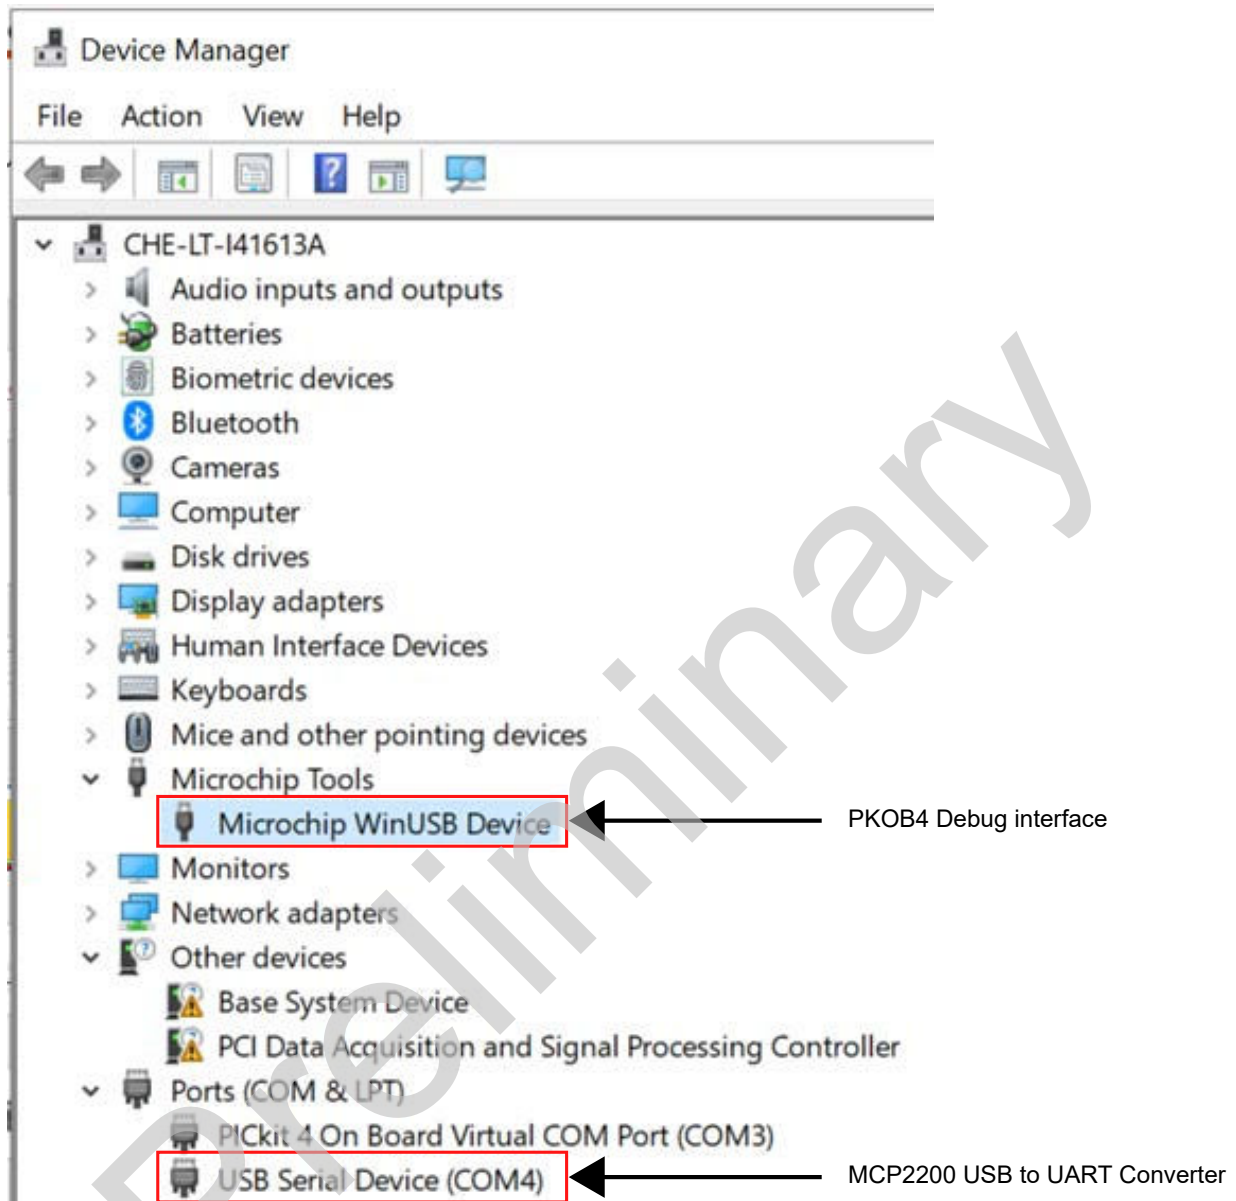 Device Manager
File Action View Help
CHE-LT-I41613A
Audio inputs and outputs
Batteries
Biometric devices
Bluetooth
Cameras
Computer
Disk drives
Display adapters
Human Interface Devices
Keyboards
Mice and other pointing devices
Microchip Tools
Microchip WinUSB Device
PKOB4 Debug interface
Monitors
Network adapters
Other devices
Base System Device
PCI Data Acquisition and Signal Processing Controller
Ports (COM & LPT)
PICkit 4 On Board Virtual COM Port (COM3)
USB Serial Device (COM4)
MCP2200 USB to UART Converter
Preliminary